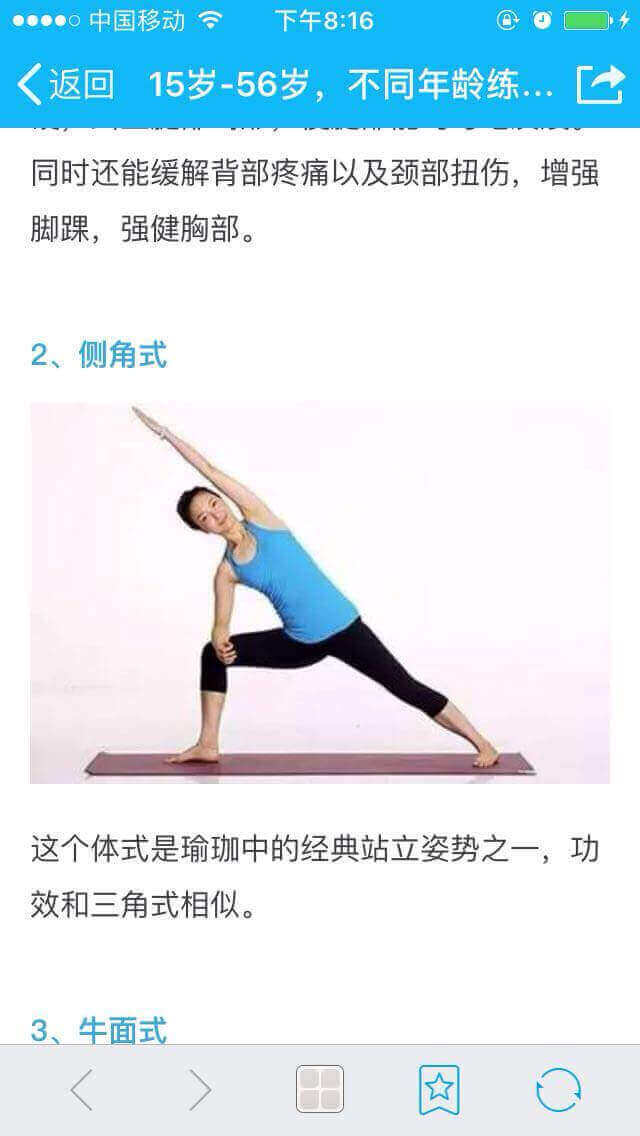 中国移动
下午8:16
返回
15岁-56岁，不同年龄练...
同时还能缓解背部疼痛以及颈部扭伤，增强
脚踝，强健胸部。
2、侧角式
这个体式是瑜珈中的经典站立姿势之一，功
效和三角式相似。
3、牛面式